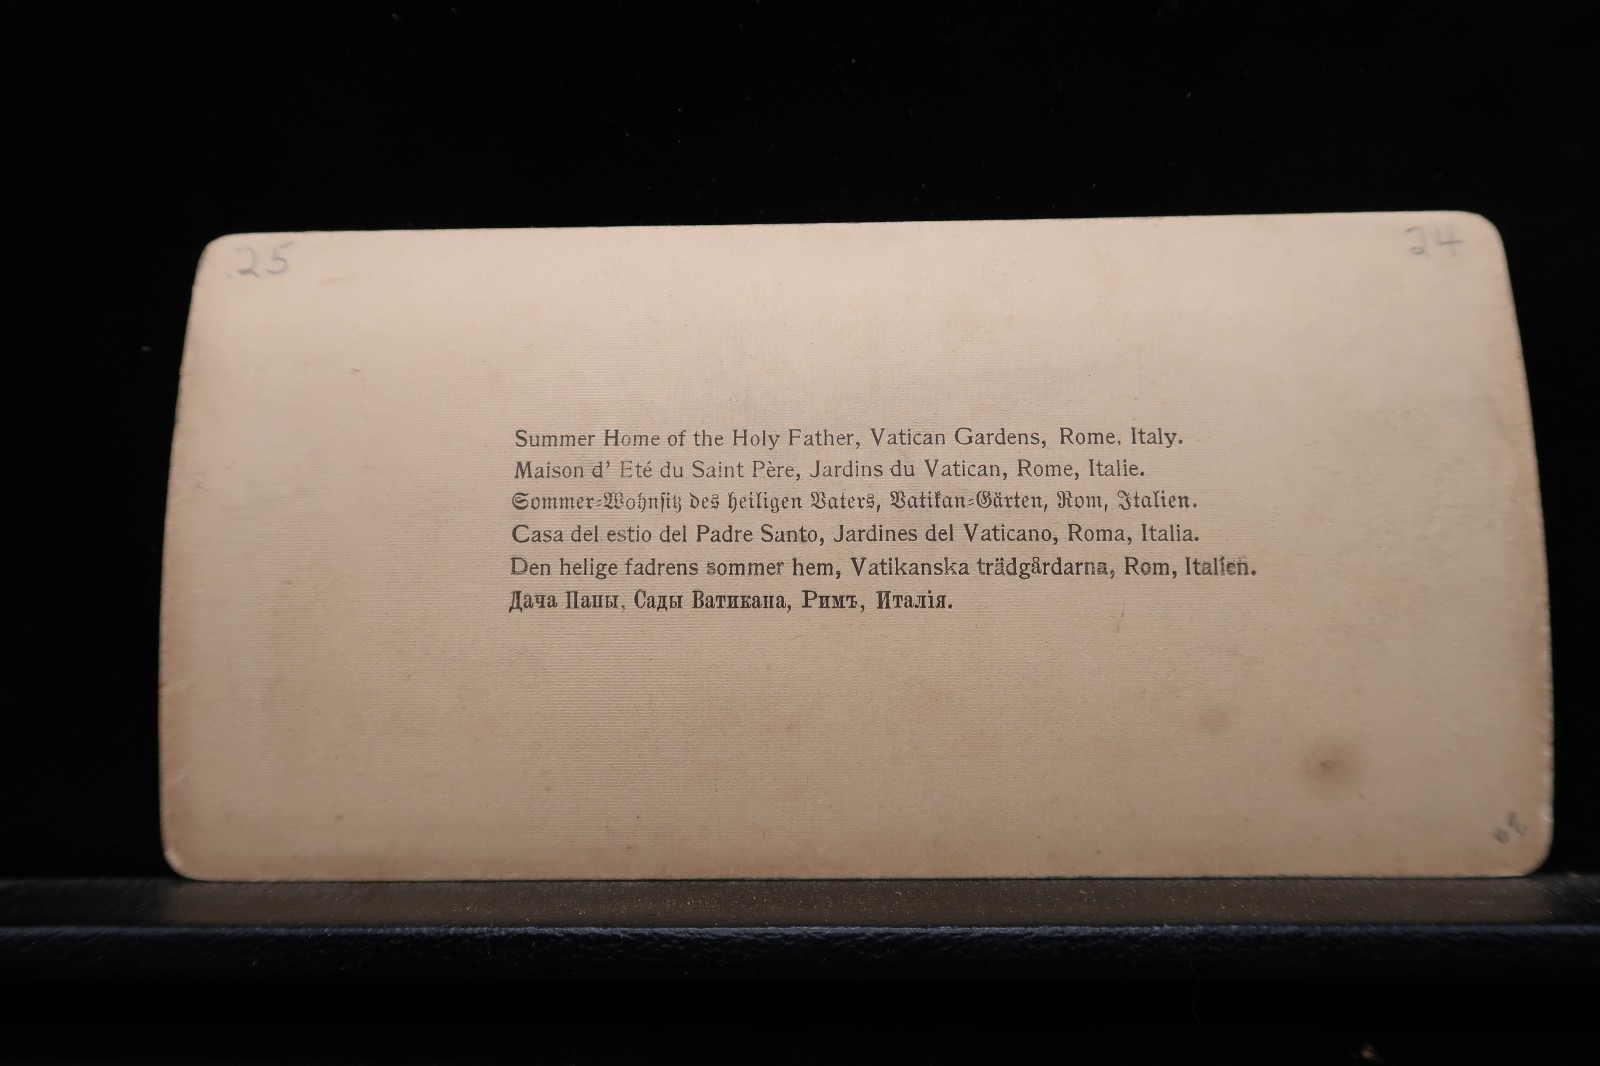 .25
24
Summer Home of the Holy Father, Vatican Gardens, Rome, Italy.
Maison d' Eté du Saint Père, Jardins du Vatican, Rome, Italie.
Sommer-Wohnsitz des heiligen Vaters, Vatikan-Gärten, Rom, Italien.
Casa del estio del Padre Santo, Jardines del Vaticano, Roma, Italia.
Den helige fadrens sommer hem, Vatikanska trädgårdarna, Rom, Italien.
Дача Папы, Сады Ватикана, Римъ, Италія.